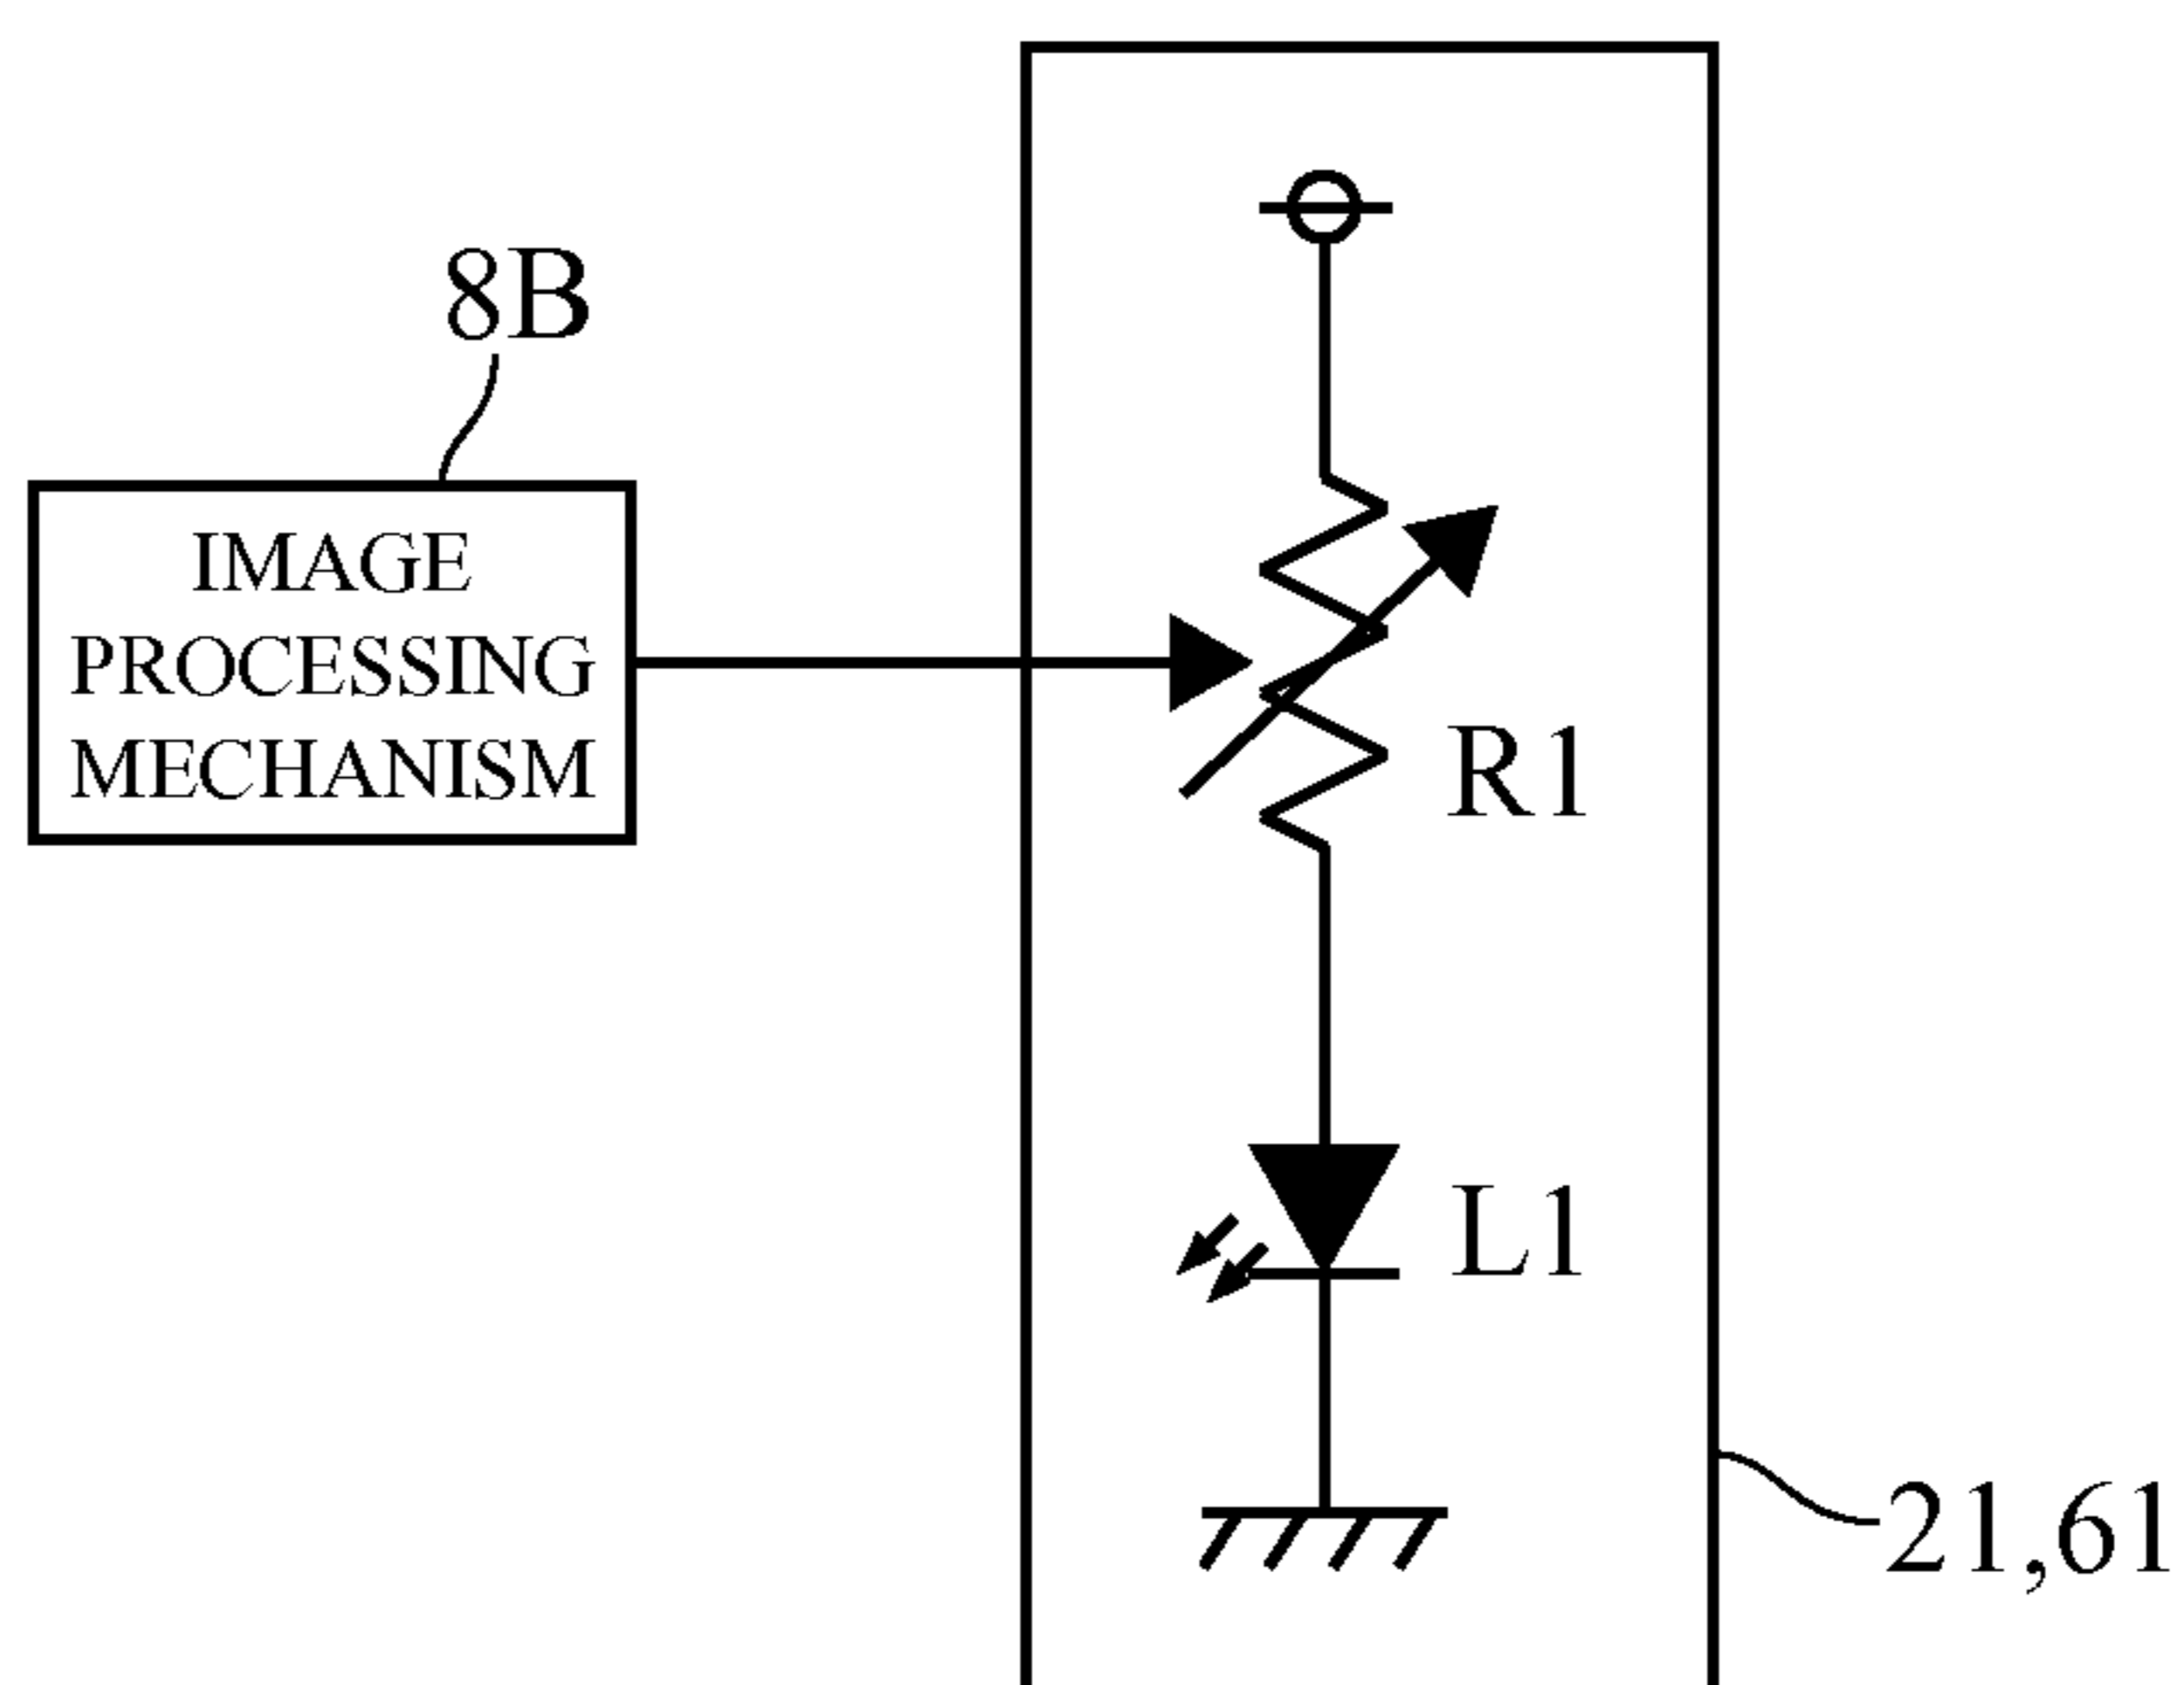 8B
IMAGE
PROCESSING
MECHANISM
R1
L1
21,61